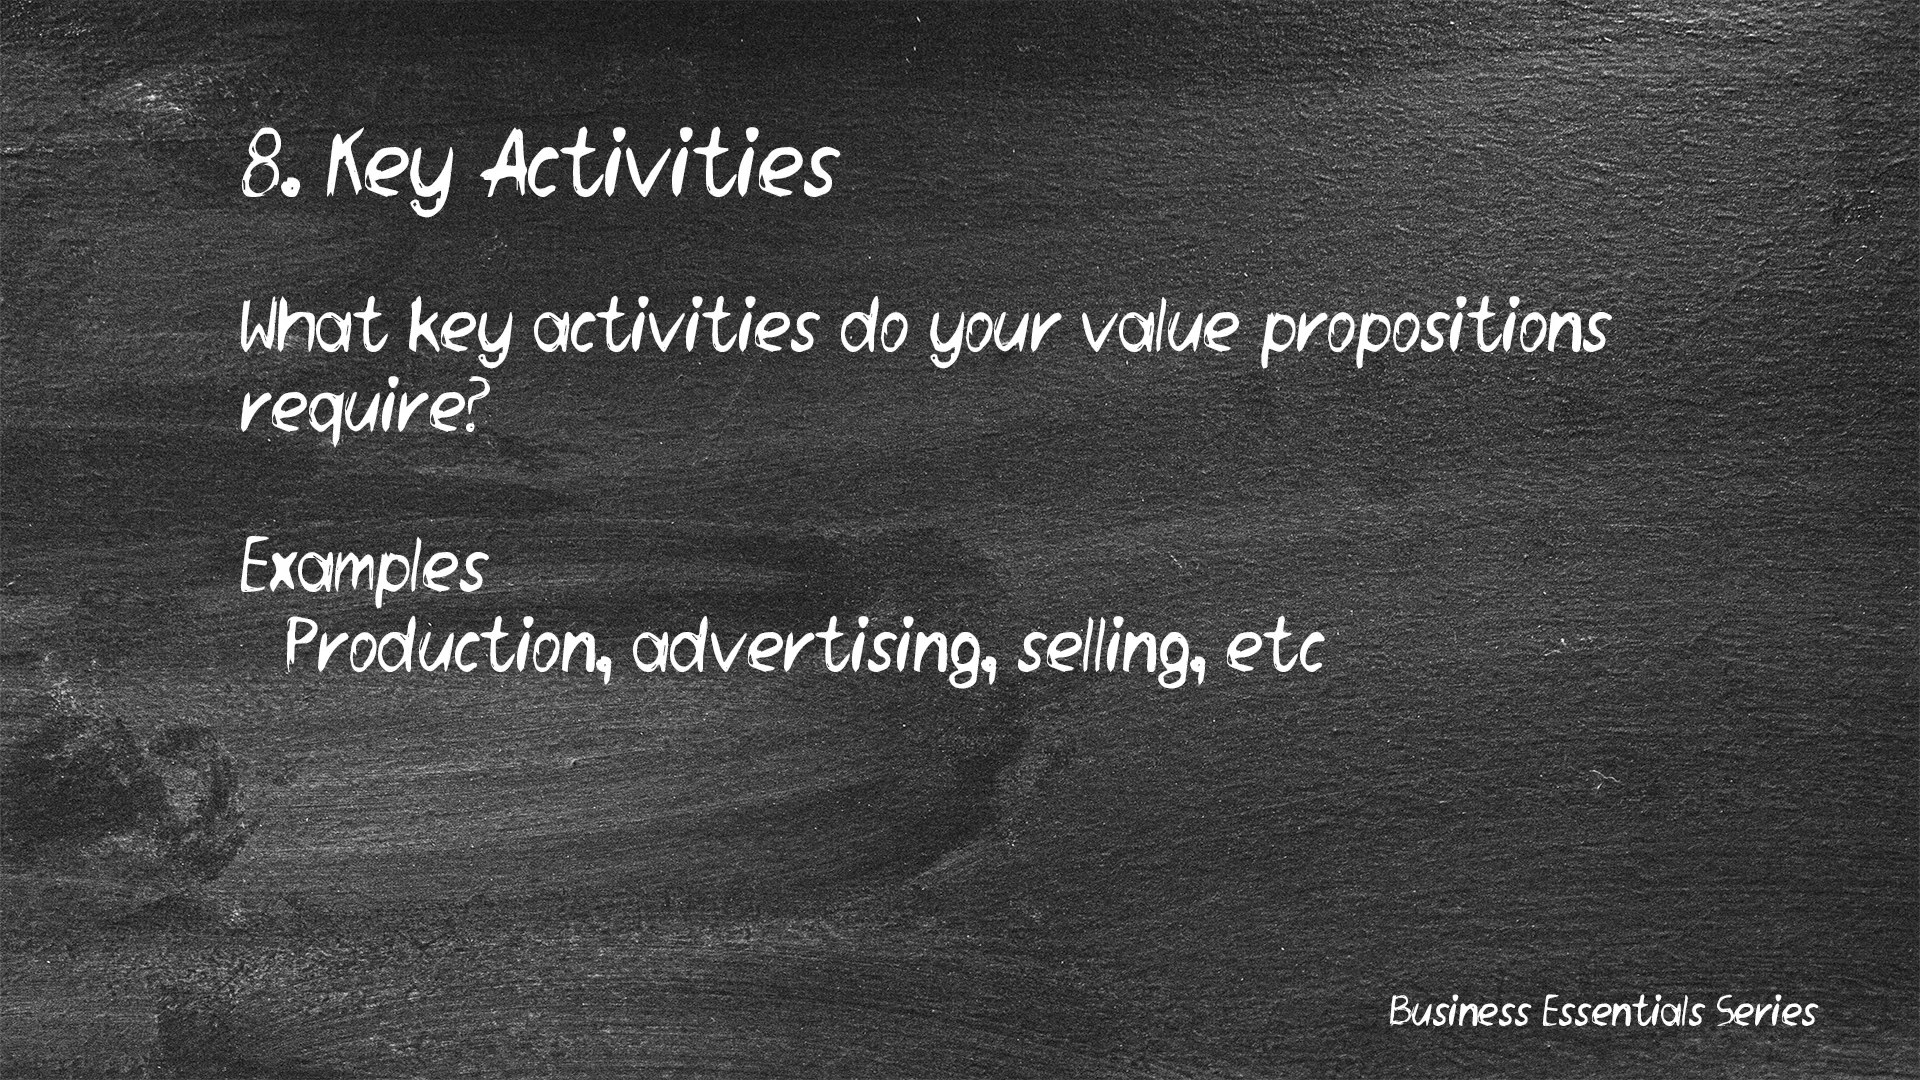 8. Key Activities
What key activities do your value propositions
require?
Examples
Production, advertising, selling, etc
Business Essentials Series